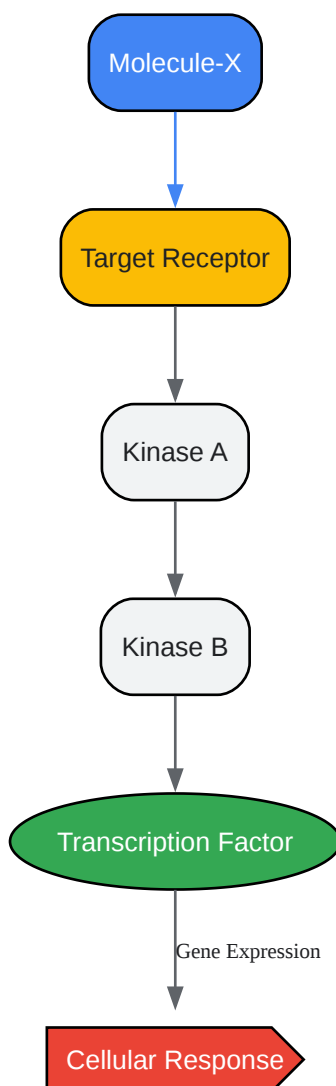 Molecule-X
Target Receptor
Kinase A
Kinase B
Transcription Factor
Gene Expression
Cellular Response